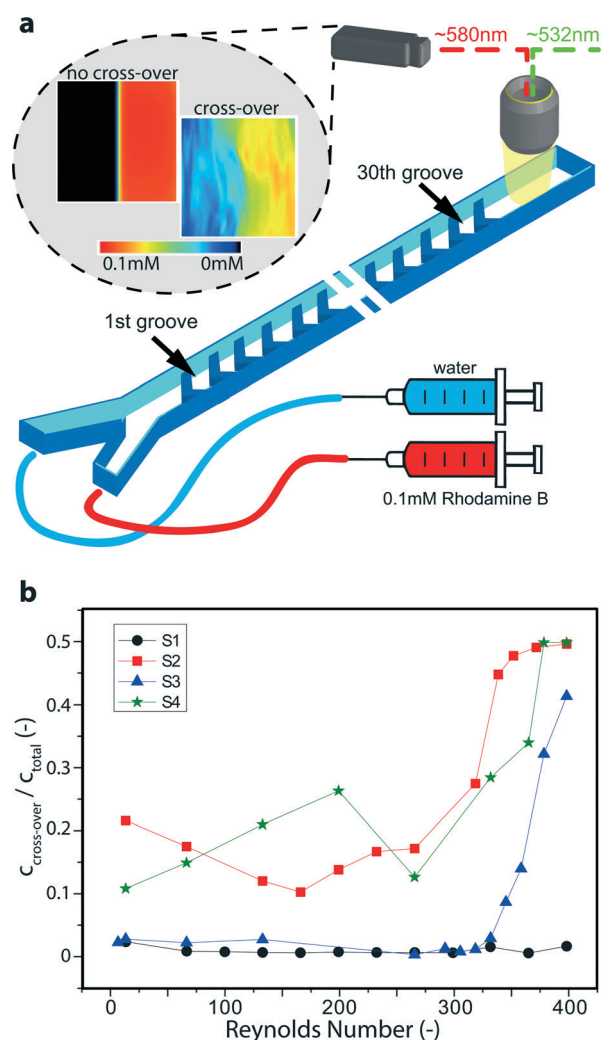 a
~580nm
~532nm
no cross-over
cross-over
0.1mM
0mM
30th groove
1st groove
water
0.1mM Rhodamine B
b
S1
S2
S3
S4
0.5
0.4
0.3
0.2
0.1
0
c_cross-over / c_total (-)
0
100
200
300
400
Reynolds Number (-)